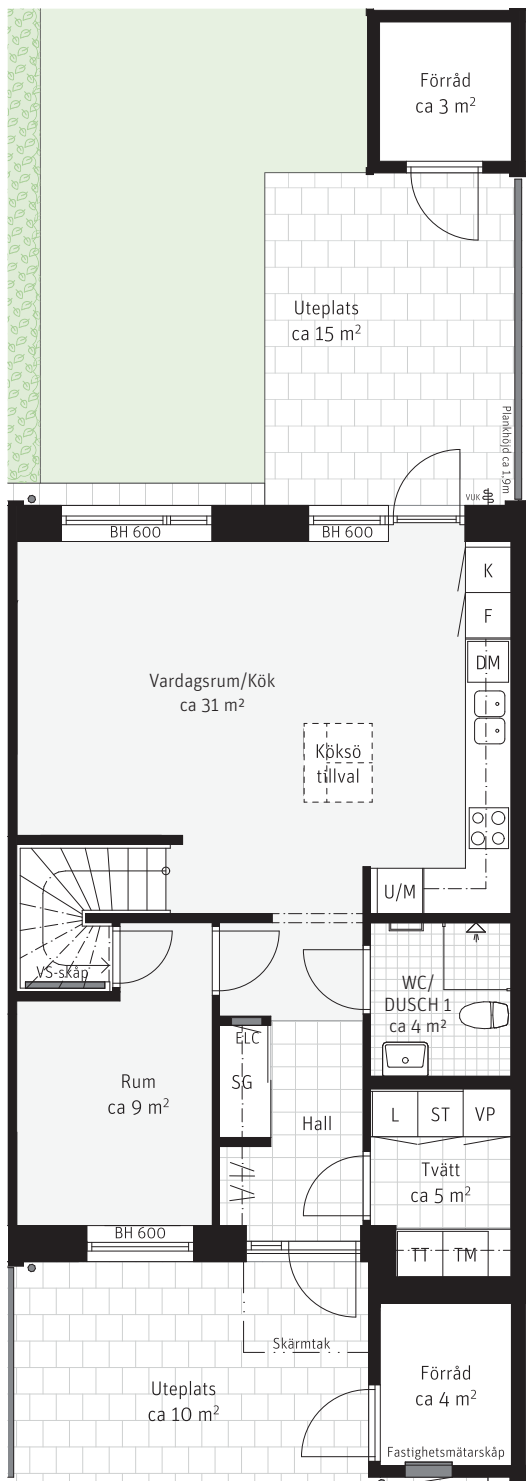 Förråd
ca 3 m²
Uteplats
ca 15 m²
Plankhöjd ca 1,9m
VUK
BH 600
BH 600
K
F
DM
Vardagsrum/Kök
ca 31 m²
Köksö
tillval
U/M
VS-skåp
WC/
DUSCH 1
ca 4 m²
ELC
SG
Rum
ca 9 m²
Hall
L
ST
VP
Tvätt
ca 5 m²
BH 600
TT
TM
Skärmtak
Uteplats
ca 10 m²
Förråd
ca 4 m²
Fastighetsmätarskåp